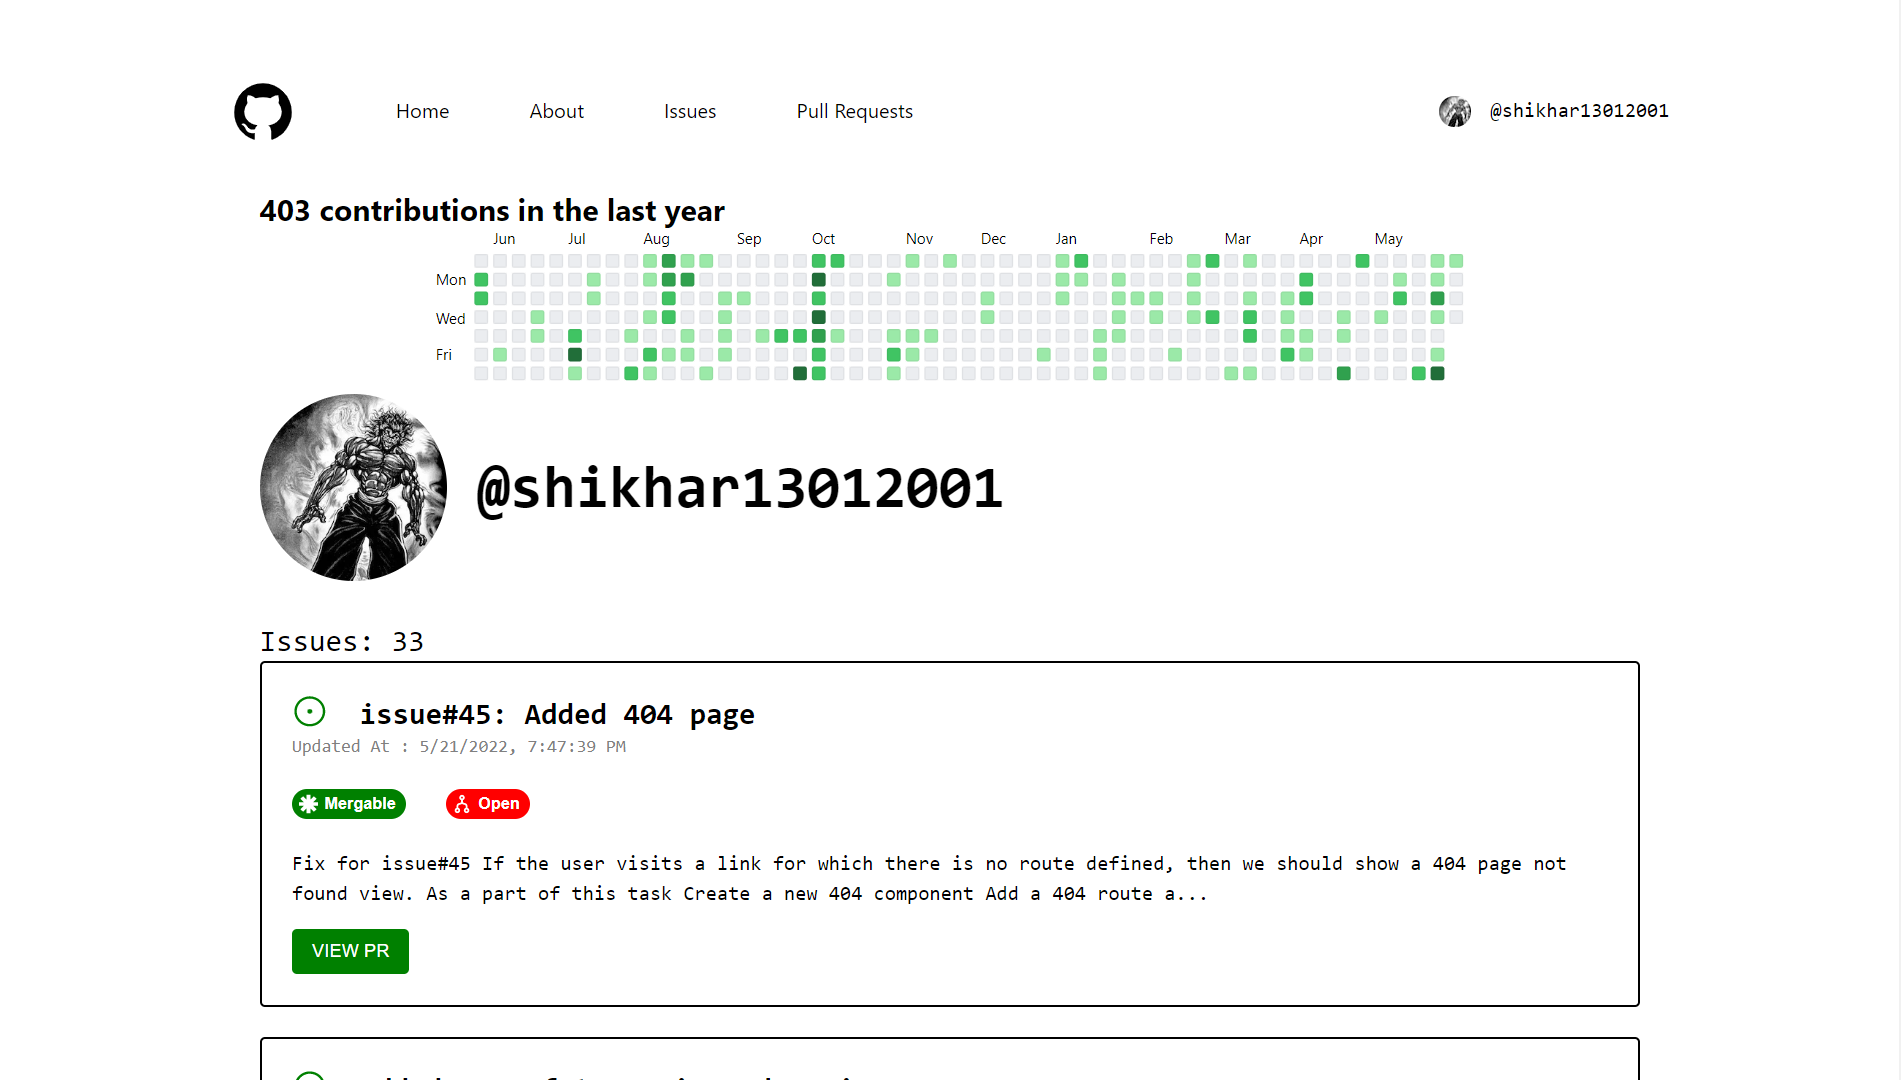 Home About Issues Pull Requests @shikhar13012001
403 contributions in the last year
Jun Jul Aug Sep Oct Nov Dec Jan Feb Mar Apr May
Mon
Wed
Fri
@shikhar13012001
Issues: 33
issue#45: Added 404 page
Updated At : 5/21/2022, 7:47:39 PM
Mergable Open
Fix for issue#45 If the user visits a link for which there is no route defined, then we should show a 404 page not
found view. As a part of this task Create a new 404 component Add a 404 route a...
VIEW PR